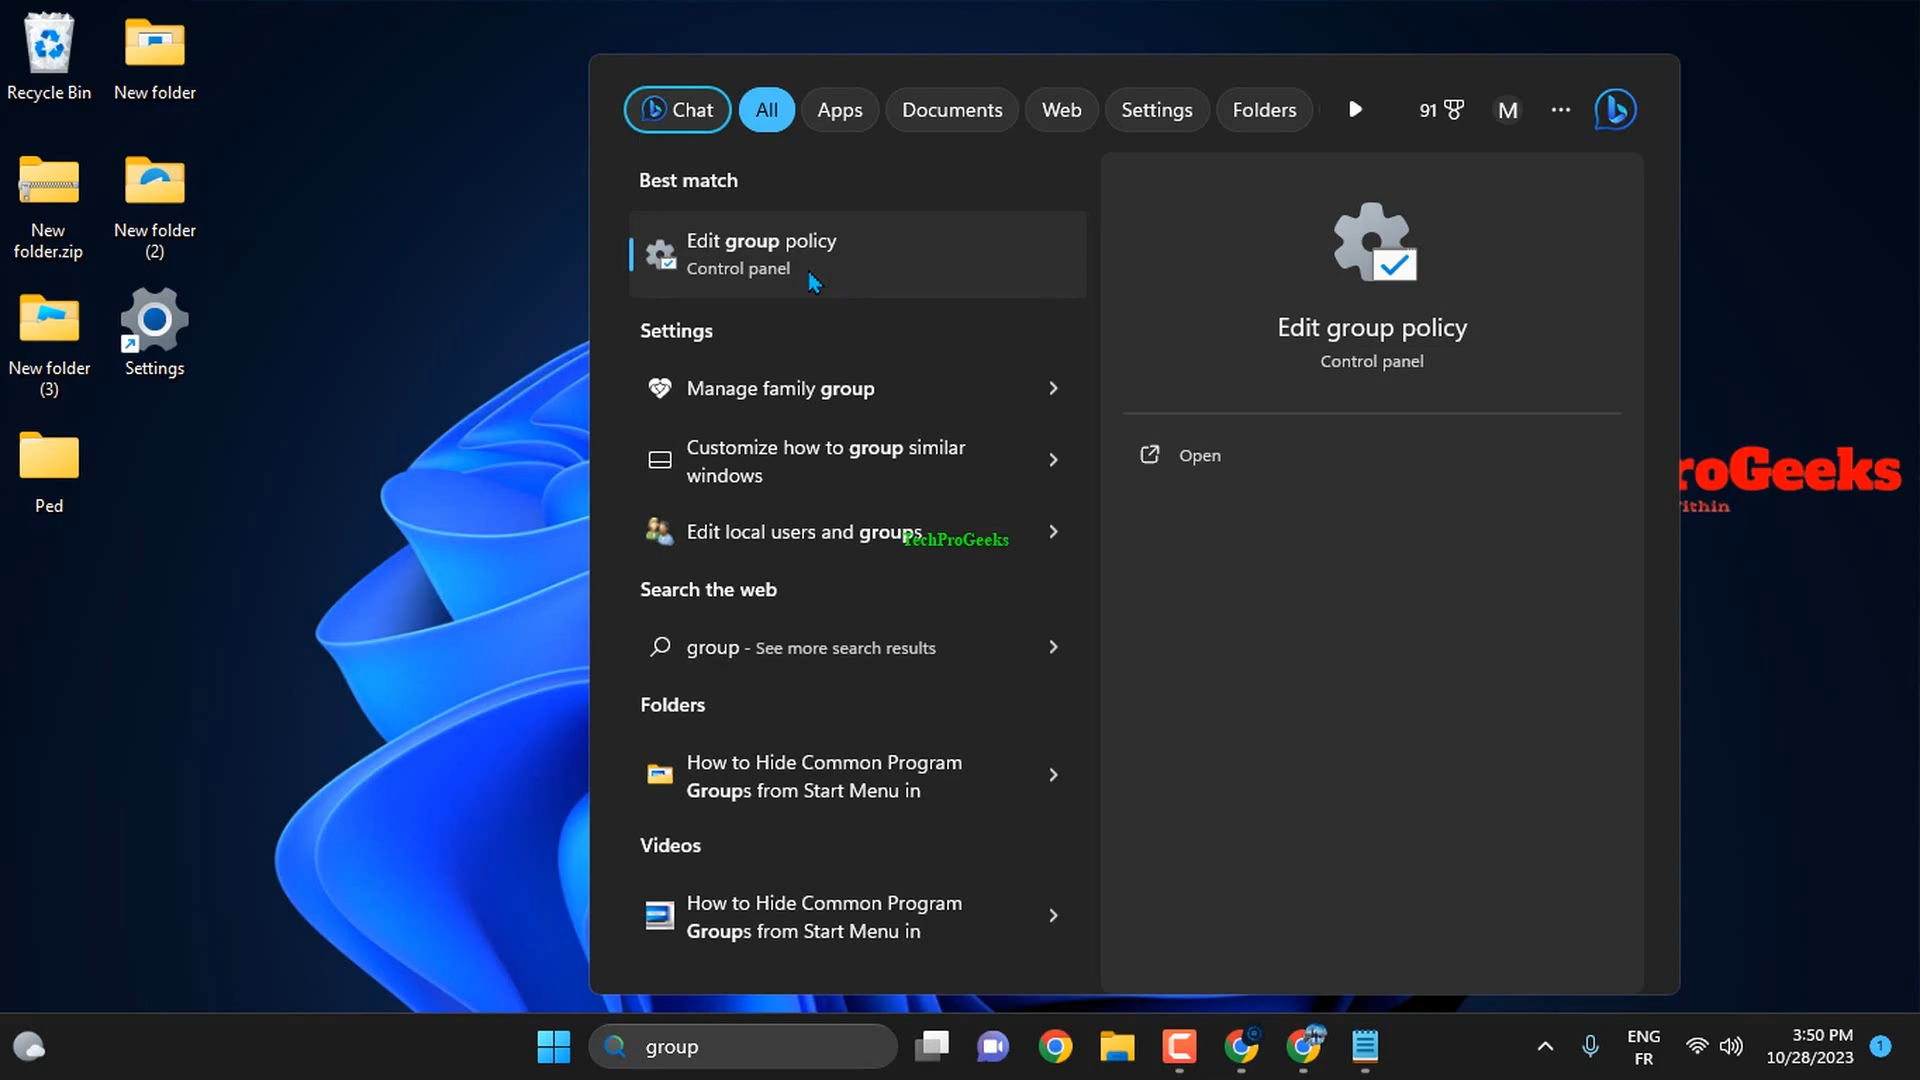 Recycle Bin
New folder
New
folder.zip
New folder
(2)
New folder
(3)
Settings
Ped
Chat
All
Apps
Documents
Web
Settings
Folders
91
M
Best match
Edit group policy
Control panel
Settings
Manage family group
Customize how to group similar
windows
Edit local users and groups
TechProGeeks
Search the web
group - See more search results
Folders
How to Hide Common Program
Groups from Start Menu in
Videos
How to Hide Common Program
Groups from Start Menu in
Edit group policy
Control panel
Open
roGeeks
ithin
group
ENG
FR
3:50 PM
10/28/2023
1